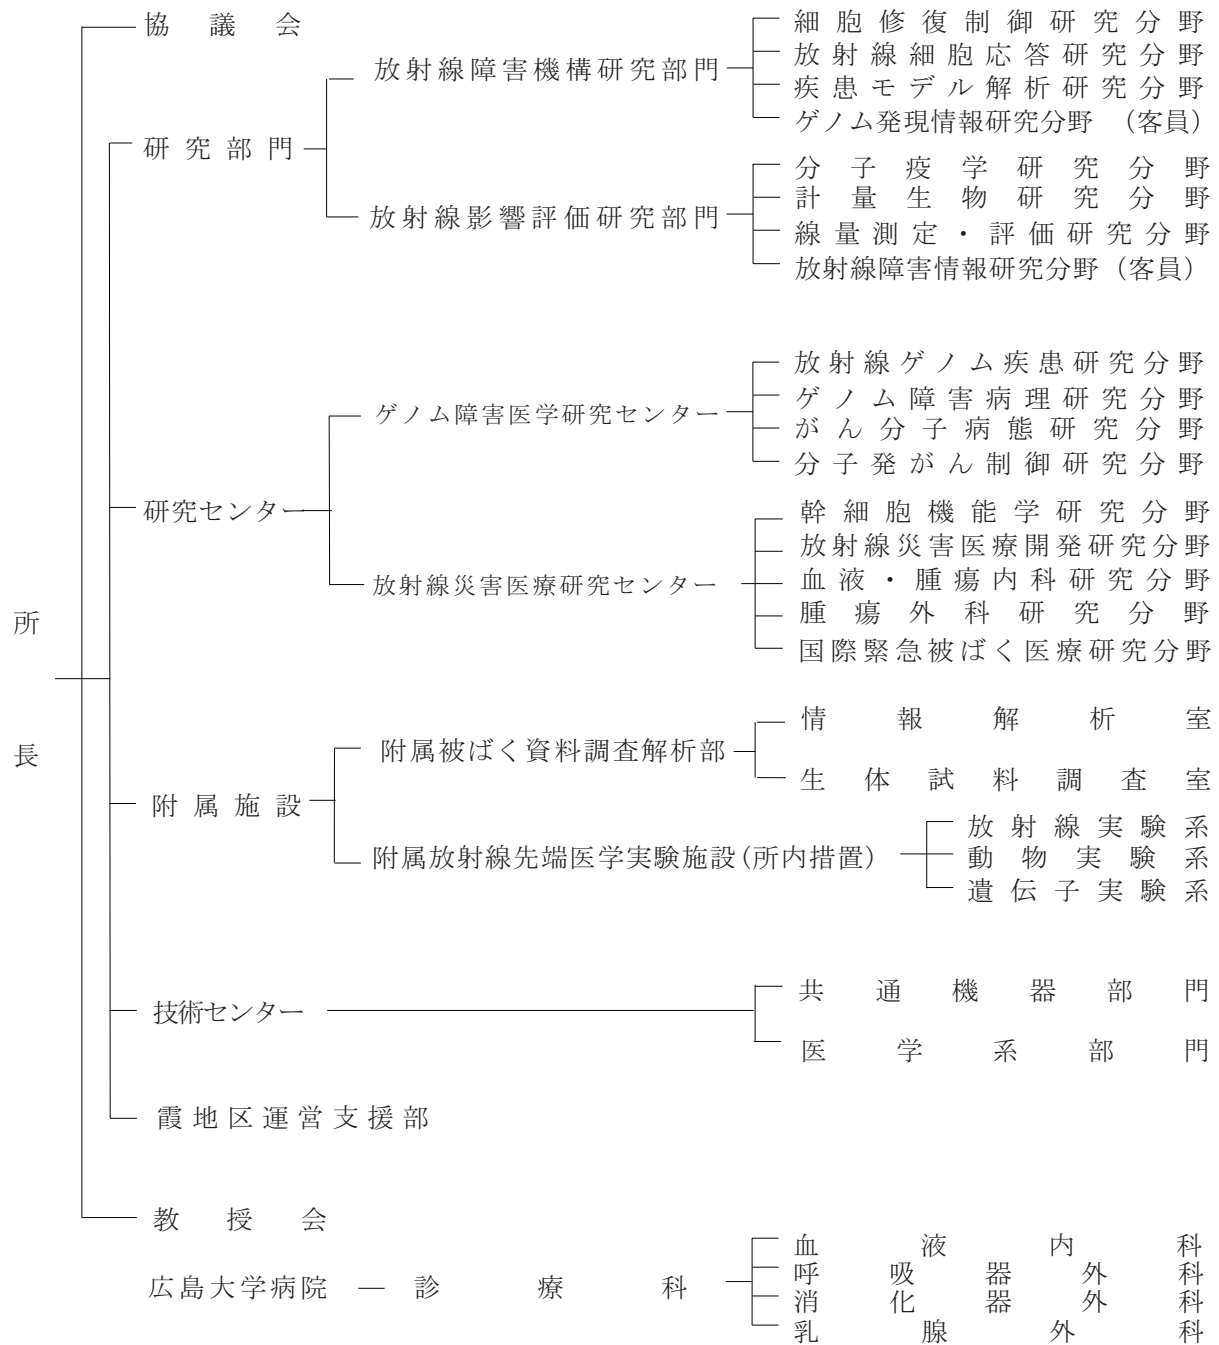 所長
協議会
研究部門
放射線障害機構研究部門
細胞修復制御研究分野
放射線細胞応答研究分野
疾患モデル解析研究分野
ゲノム発現情報研究分野 (客員)
放射線影響評価研究部門
分子疫学研究分野
計量生物研究分野
線量測定・評価研究分野
放射線障害情報研究分野 (客員)
研究センター
ゲノム障害医学研究センター
放射線ゲノム疾患研究分野
ゲノム障害病理研究分野
がん分子病態研究分野
分子発がん制御研究分野
放射線災害医療研究センター
幹細胞機能学研究分野
放射線災害医療開発研究分野
血液・腫瘍内科研究分野
腫瘍外科研究分野
国際緊急被ばく医療研究分野
附属施設
附属被ばく資料調査解析部
情報解析室
生体試料調査室
附属放射線先端医学実験施設(所内措置)
放射線実験系
動物実験系
遺伝子実験系
技術センター
共通機器部門
医学系部門
霞地区運営支援部
教授会
広島大学病院 — 診療科
血液内科
呼吸器外科
消化器外科
乳腺外科